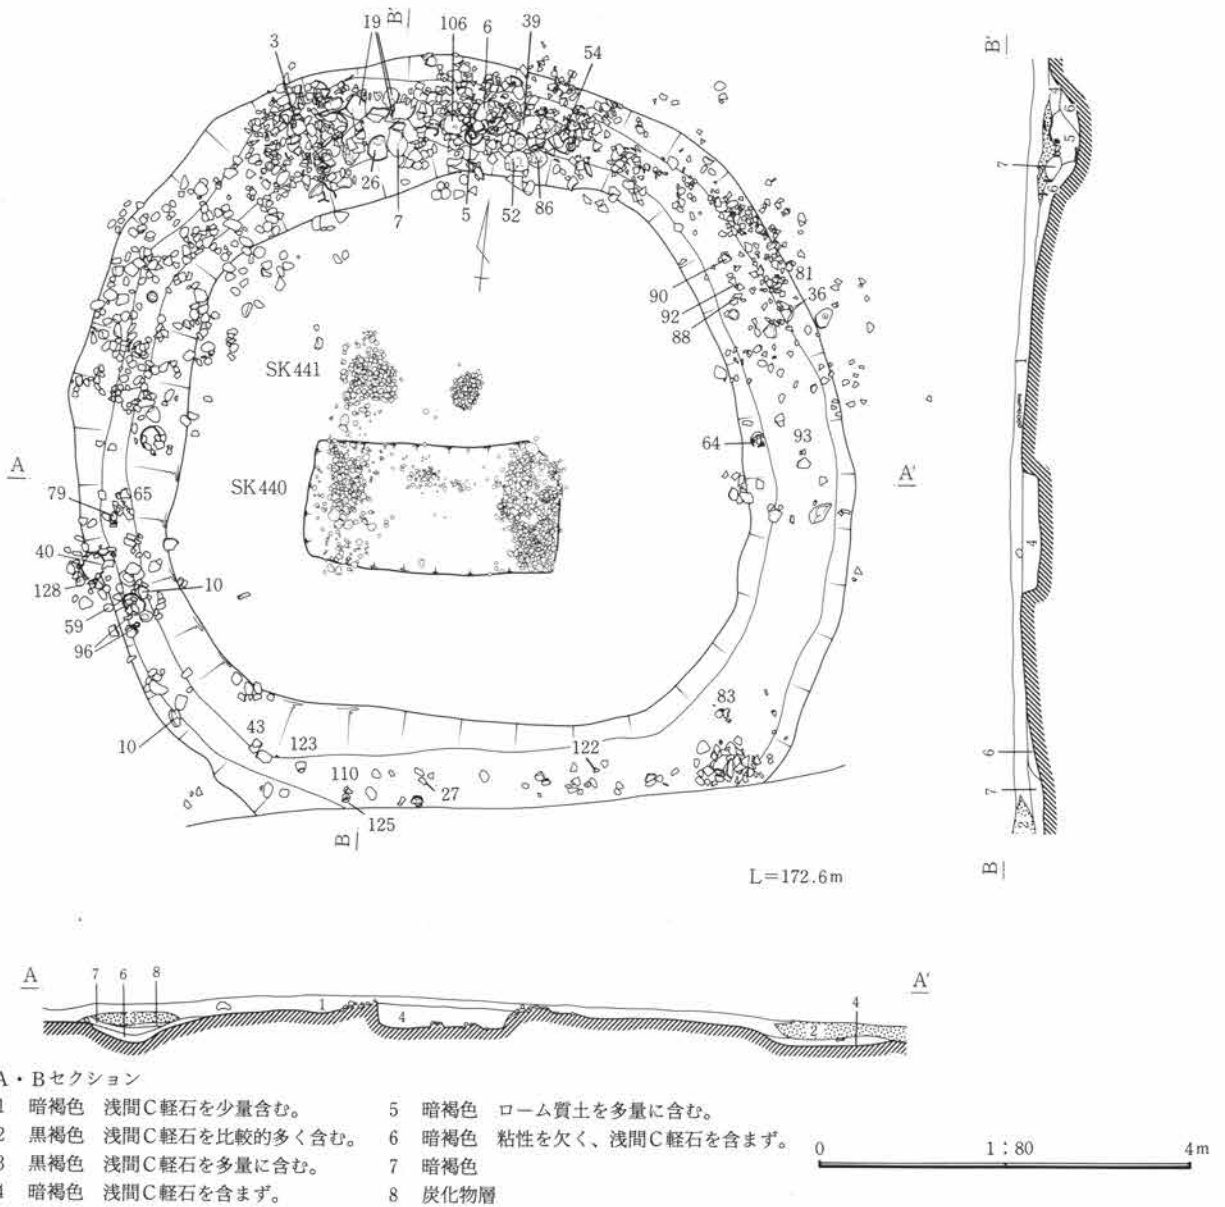 B'
19
106
39
3
6
54
26
7
5
52
86
81
90
36
92
88
SK441
64
93
A
A'
SK440
79
65
40
10
128
59
96
83
43
10
123
122
110
27
125
B
L=172.6m
B'
4
6
5
7
6
1
4
6
7
2
B
A
A'
7 6 8
3
1
4
2
4
A・Bセクション
1 暗褐色 浅間C軽石を少量含む。
2 黒褐色 浅間C軽石を比較的多く含む。
3 黒褐色 浅間C軽石を多量に含む。
4 暗褐色 浅間C軽石を含まず。
5 暗褐色 ローム質土を多量に含む。
6 暗褐色 粘性を欠く、浅間C軽石を含まず。
7 暗褐色
8 炭化物層
0 1:80 4m